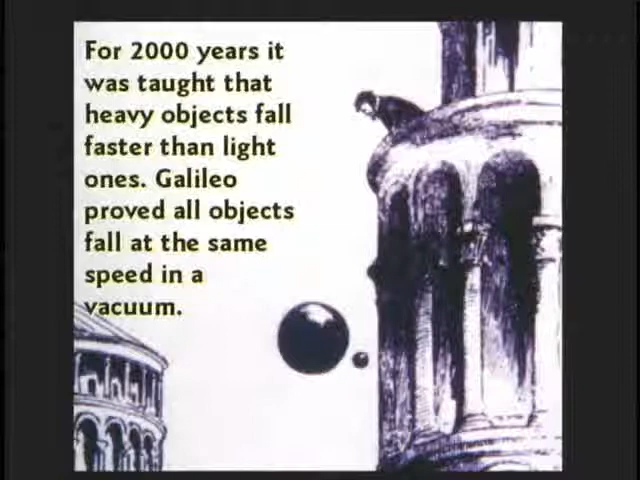 For 2000 years it
was taught that
heavy objects fall
faster than light
ones. Galileo
proved all objects
fall at the same
speed in a
vacuum.